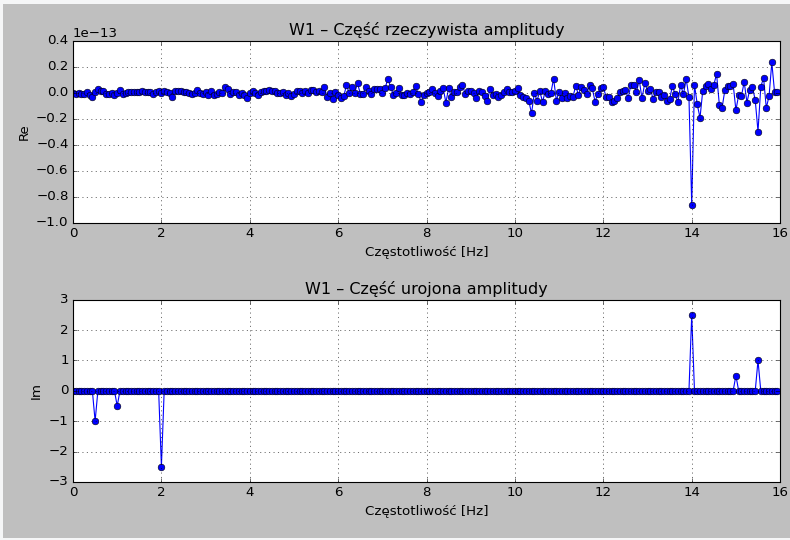 W1 – Część rzeczywista amplitudy
1e−13
0.4
0.2
0.0
−0.2
−0.4
−0.6
−0.8
−1.0
Re
0 2 4 6 8 10 12 14 16
Częstotliwość [Hz]
W1 – Część urojona amplitudy
3
2
1
0
−1
−2
−3
Im
0 2 4 6 8 10 12 14 16
Częstotliwość [Hz]